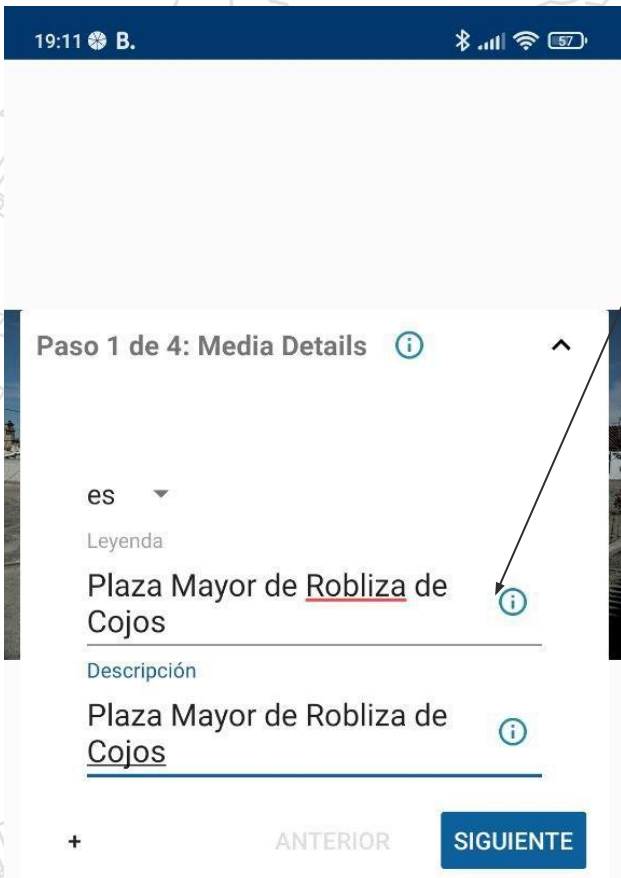 19:11 B.
57
Paso 1 de 4: Media Details
es
Leyenda
Plaza Mayor de Robliza de
Cojos
Descripción
Plaza Mayor de Robliza de
Cojos
+ ANTERIOR SIGUIENTE